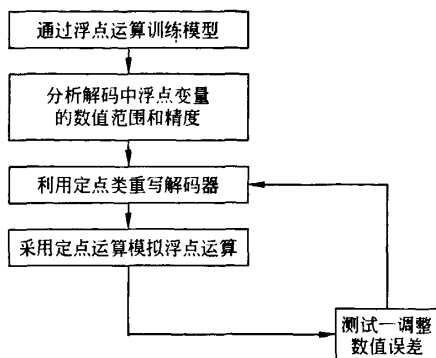 通过浮点运算训练模型
分析解码中浮点变量
的数值范围和精度
利用定点类重写解码器
采用定点运算模拟浮点运算
测试一调整
数值误差